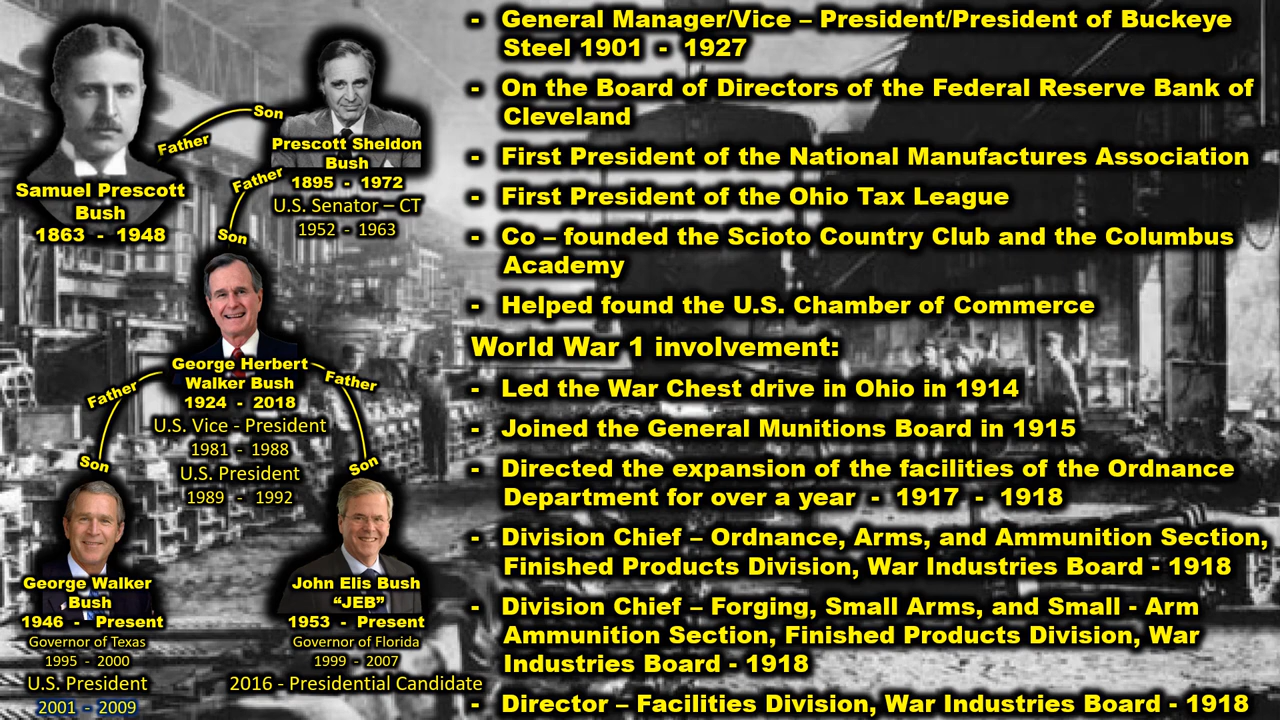 Samuel Prescott
Bush
1863 - 1948
Father
Son
Prescott Sheldon
Bush
1895 - 1972
U.S. Senator – CT
1952 - 1963
Father
Son
George Herbert
Walker Bush
1924 - 2018
U.S. Vice - President
1981 - 1988
U.S. President
1989 - 1992
Father
Son
Father
Son
George Walker
Bush
1946 - Present
Governor of Texas
1995 - 2000
U.S. President
2001 - 2009
John Elis Bush
“JEB”
1953 - Present
Governor of Florida
1999 - 2007
2016 - Presidential Candidate
- General Manager/Vice – President/President of Buckeye
Steel 1901 - 1927
- On the Board of Directors of the Federal Reserve Bank of
Cleveland
- First President of the National Manufactures Association
- First President of the Ohio Tax League
- Co – founded the Scioto Country Club and the Columbus
Academy
- Helped found the U.S. Chamber of Commerce
World War 1 involvement:
- Led the War Chest drive in Ohio in 1914
- Joined the General Munitions Board in 1915
- Directed the expansion of the facilities of the Ordnance
Department for over a year - 1917 - 1918
- Division Chief – Ordnance, Arms, and Ammunition Section,
Finished Products Division, War Industries Board - 1918
- Division Chief – Forging, Small Arms, and Small - Arm
Ammunition Section, Finished Products Division, War
Industries Board - 1918
- Director – Facilities Division, War Industries Board - 1918